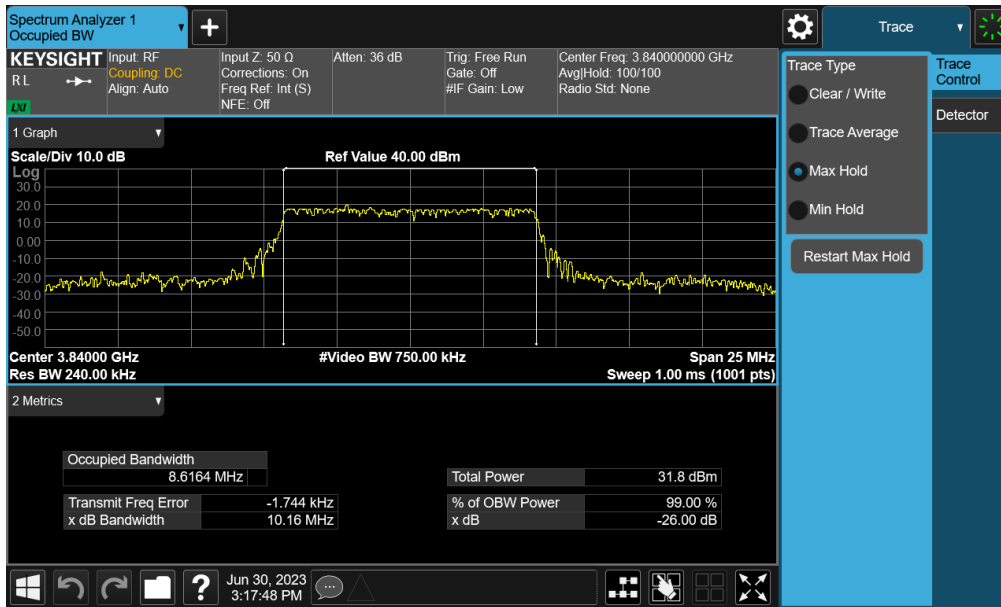 Spectrum Analyzer 1
Occupied BW
+
Trace
KEYSIGHT
R L
LXI
Input: RF
Coupling: DC
Align: Auto
Input Z: 50 Ω
Corrections: On
Freq Ref: Int (S)
NFE: Off
Atten: 36 dB
Trig: Free Run
Gate: Off
#IF Gain: Low
Center Freq: 3.840000000 GHz
Avg|Hold: 100/100
Radio Std: None
Trace Type
Clear / Write
Trace Average
Max Hold
Min Hold
Restart Max Hold
Trace
Control
Detector
1 Graph
Scale/Div 10.0 dB
Ref Value 40.00 dBm
Log
30.0
20.0
10.0
0.00
-10.0
-20.0
-30.0
-40.0
-50.0
Center 3.84000 GHz
#Video BW 750.00 kHz
Span 25 MHz
Res BW 240.00 kHz
Sweep 1.00 ms (1001 pts)
2 Metrics
Occupied Bandwidth
8.6164 MHz
Total Power 31.8 dBm
Transmit Freq Error -1.744 kHz
% of OBW Power 99.00 %
x dB Bandwidth 10.16 MHz
x dB -26.00 dB
?
Jun 30, 2023
3:17:48 PM